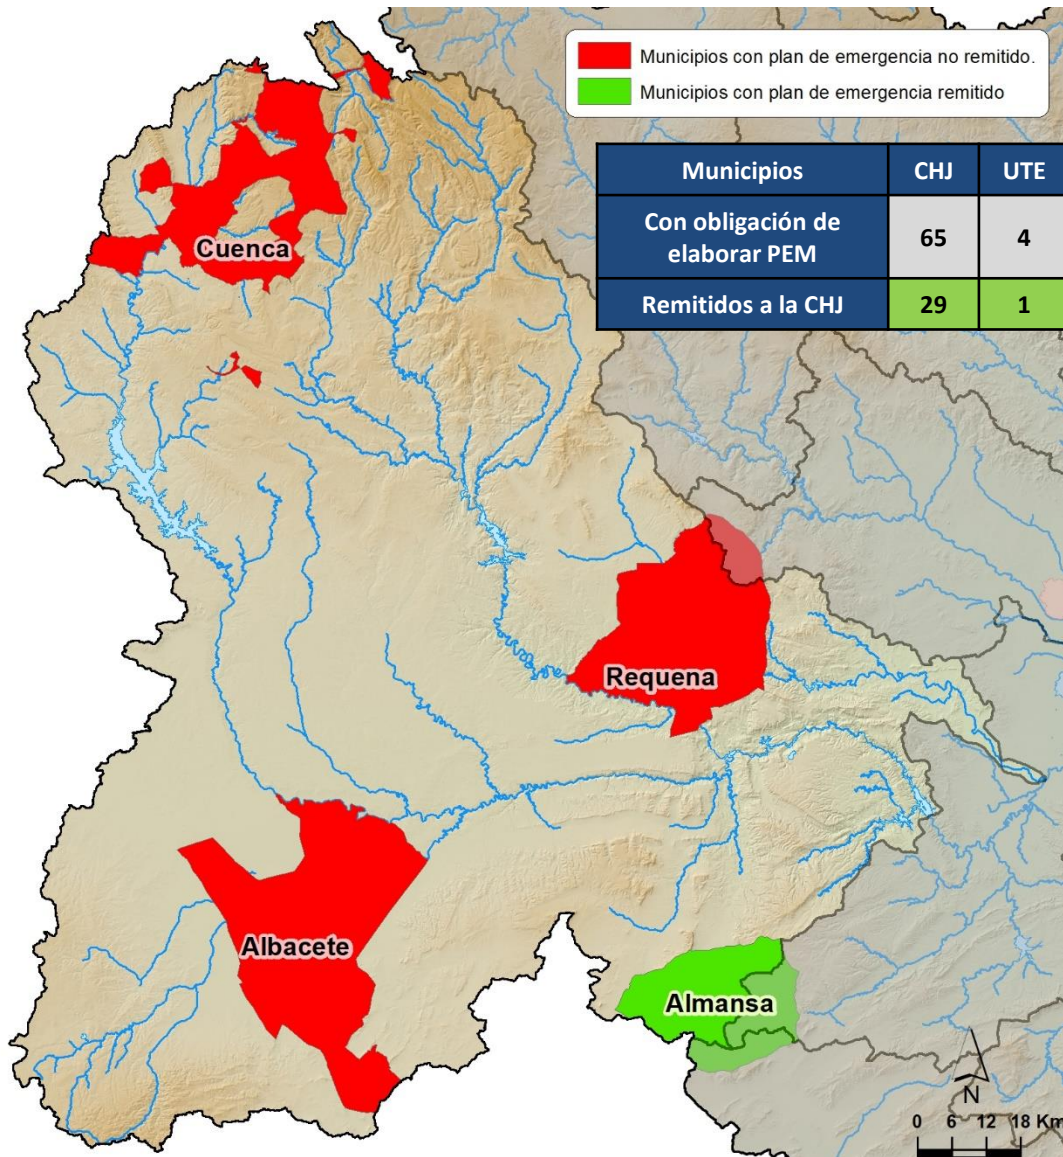 Municipios con plan de emergencia no remitido.
Municipios con plan de emergencia remitido
Municipios CHJ UTE
Con obligación de
elaborar PEM 65 4
Remitidos a la CHJ 29 1
Cuenca
Requena
Albacete
Almansa
N
0 6 12 18 Km